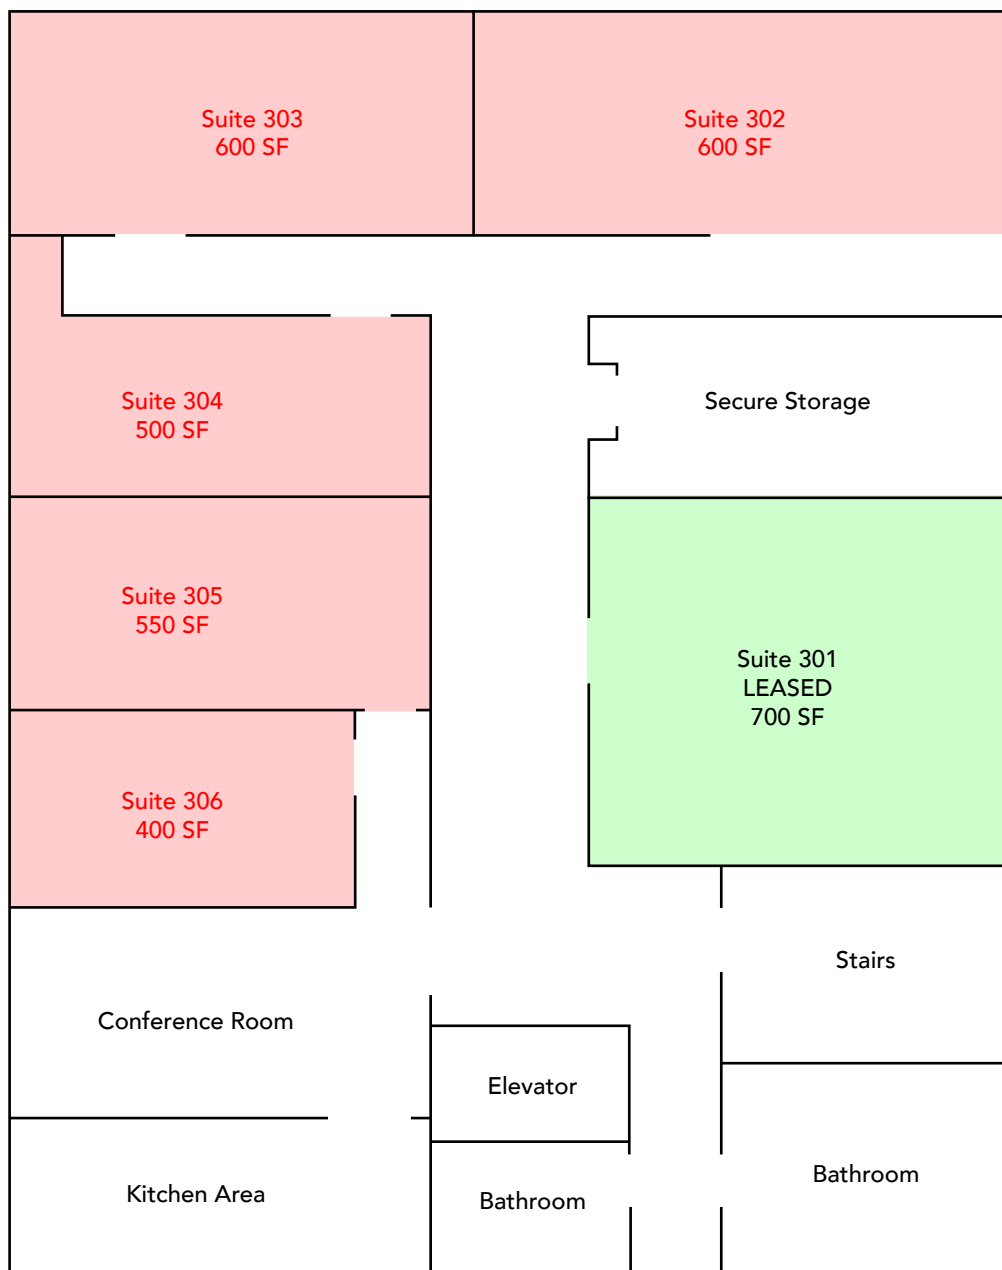 Suite 303
600 SF
Suite 302
600 SF
Suite 304
500 SF
Secure Storage
Suite 305
550 SF
Suite 301
LEASED
700 SF
Suite 306
400 SF
Stairs
Conference Room
Elevator
Kitchen Area
Bathroom
Bathroom